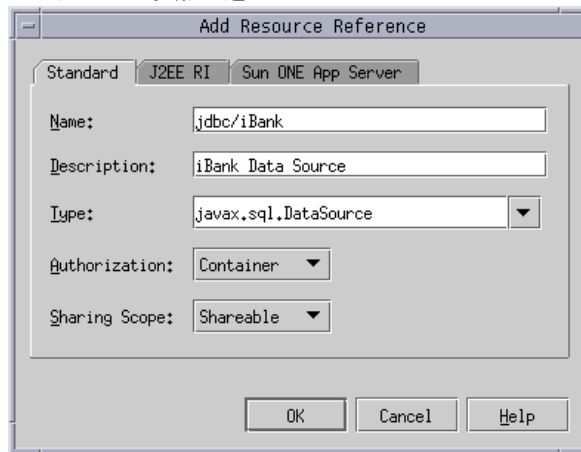 Add Resource Reference
Standard J2EE RI Sun ONE App Server
Name: jdbc/iBank
Description: iBank Data Source
Type: javax.sql.DataSource
Authorization: Container
Sharing Scope: Shareable
OK Cancel Help